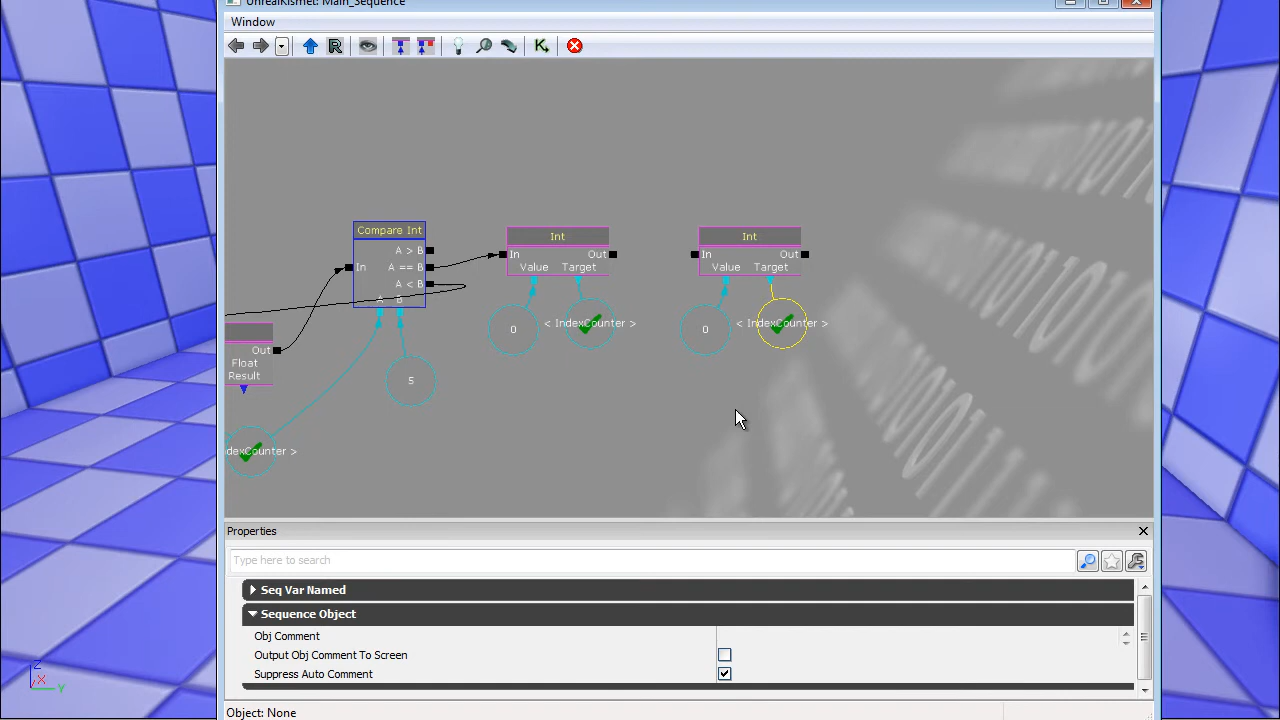 UnrealKismet: Main_Sequence
Window
Compare Int
A > B
In
A == B
A < B
A
B
Int
In
Out
Value
Target
Int
In
Out
Value
Target
0
< IndexCounter >
0
< IndexCounter >
Out
Float
Result
5
dexCounter >
Properties
Type here to search
Seq Var Named
Sequence Object
Obj Comment
Output Obj Comment To Screen
Suppress Auto Comment
Z
X
Y
Object: None